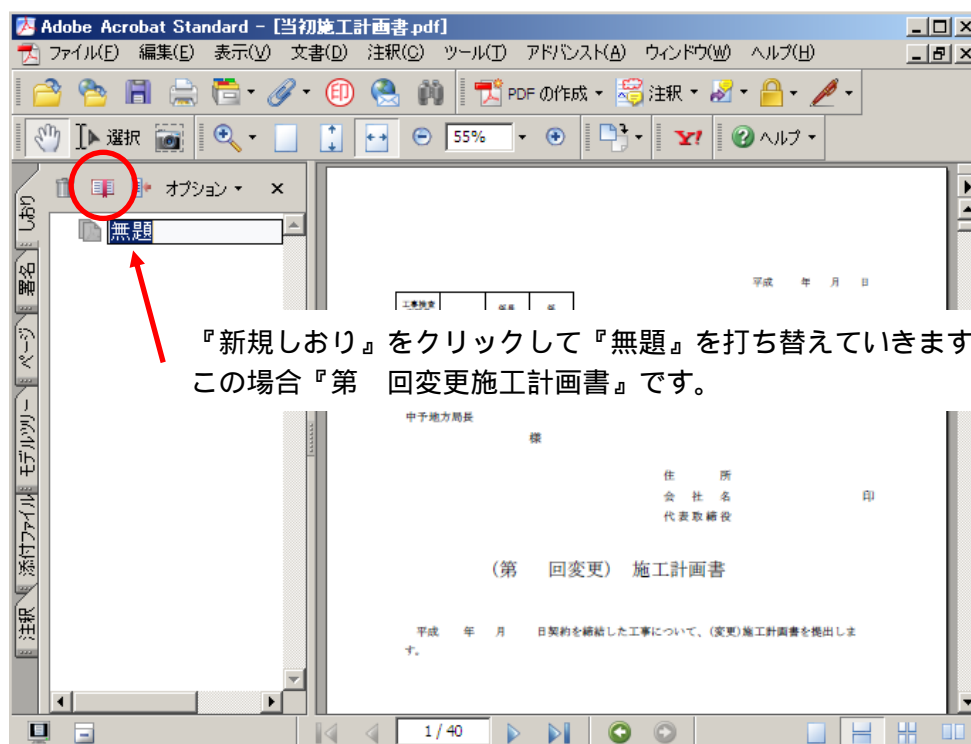 Adobe Acrobat Standard - [当初施工計画書.pdf]
ファイル(F) 編集(E) 表示(V) 文書(D) 注釈(C) ツール(T) アドバンスト(A) ウィンドウ(W) ヘルプ(H)
印 PDF の作成 注釈
選択 55% Y! ? ヘルプ
オプション ×
しおり
署名
ページ
モデルツリー
添付ファイル
注釈
無題
平成 年 月 日
工事検査 係長 係
『新規しおり』をクリックして『無題』を打ち替えていきます
この場合『第 回変更施工計画書』です。
中予地方局長
様
住 所
会 社 名 印
代表取締役
(第 回変更) 施工計画書
平成 年 月 日契約を締結した工事について、(変更)施工計画書を提出しま
す。
1 / 40